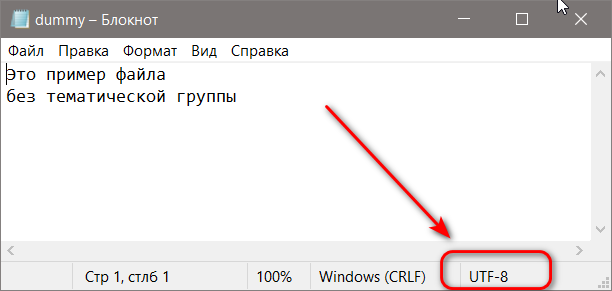 dummy – Блокнот
Файл Правка Формат Вид Справка
Это пример файла
без тематической группы
Стр 1, стлб 1 100% Windows (CRLF) UTF-8